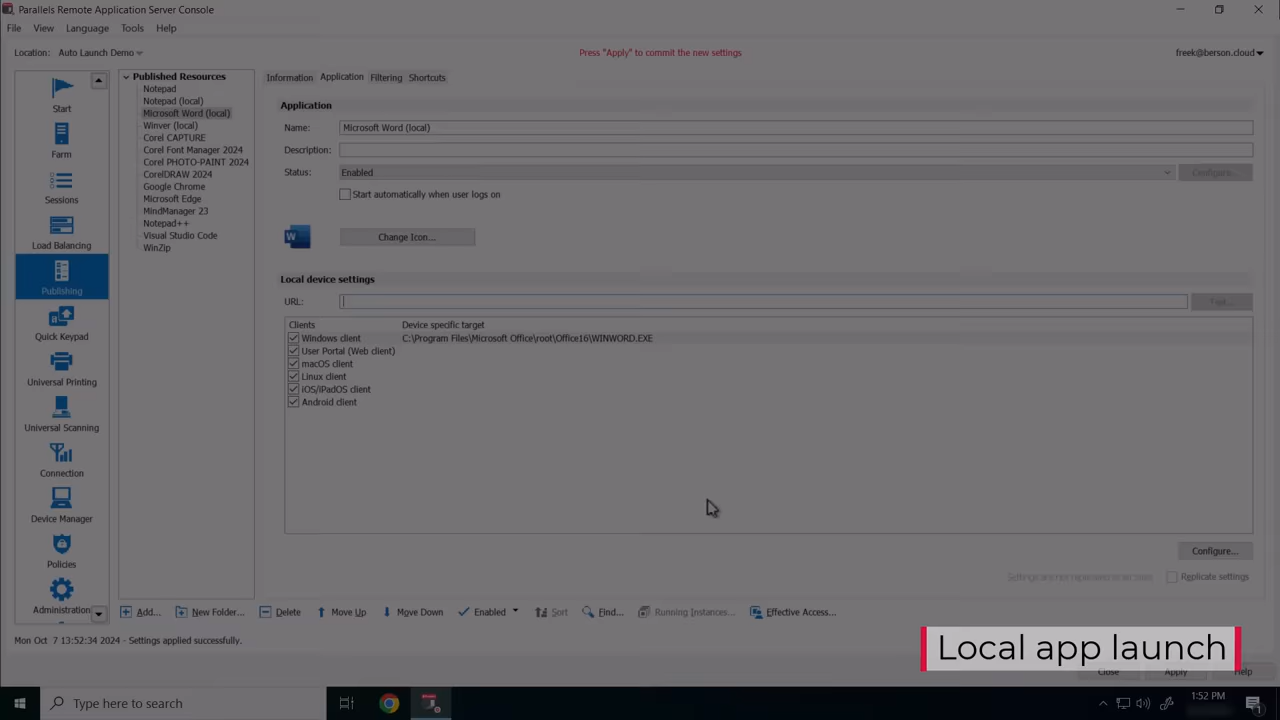 Parallels Remote Application Server Console
File View Language Tools Help
Location: Auto Launch Demo
Press "Apply" to commit the new settings
freek@berson.cloud
Start
Farm
Sessions
Load Balancing
Publishing
Quick Keypad
Universal Printing
Universal Scanning
Connection
Device Manager
Policies
Administration
Published Resources
Notepad
Notepad (local)
Microsoft Word (local)
Winver (local)
Corel CAPTURE
Corel Font Manager 2024
Corel PHOTO-PAINT 2024
CorelDRAW 2024
Google Chrome
Microsoft Edge
MindManager 23
Notepad++
Visual Studio Code
WinZip
Information Application Filtering Shortcuts
Application
Name: Microsoft Word (local)
Description:
Status: Enabled Configure...
Start automatically when user logs on
Change Icon...
Local device settings
URL:
Clients Device specific target
Windows client C:\Program Files\Microsoft Office\root\Office16\WINWORD.EXE
User Portal (Web client)
macOS client
Linux client
iOS/iPadOS client
Android client
Configure...
Replicate settings
Add... New Folder... Delete Move Up Move Down Enabled Sort Find... Running Instances... Effective Access...
Mon Oct 7 13:52:34 2024 - Settings applied successfully.
Local app launch
Close Apply Help
Type here to search
1:52 PM
1